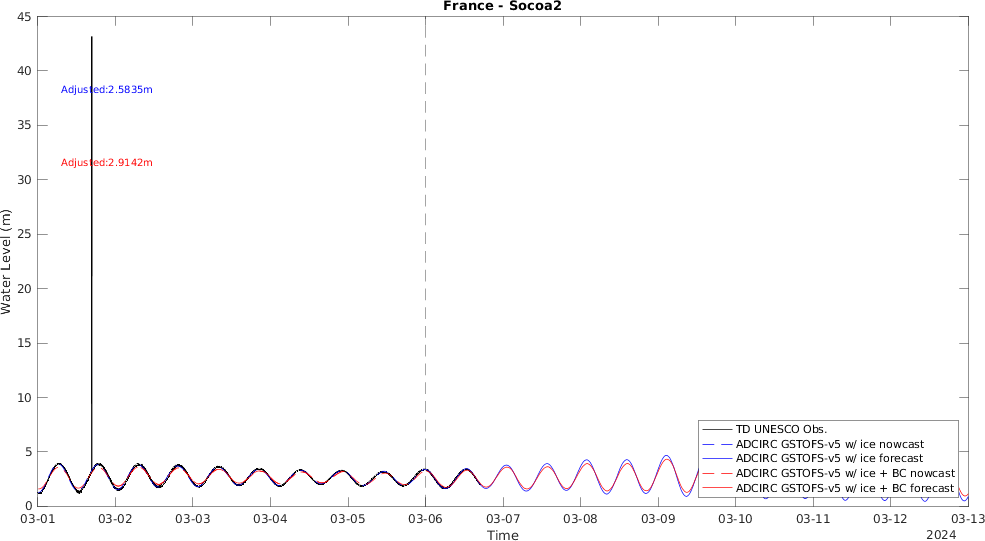 France - Socoa2
45
40
35
30
25
20
15
10
5
0
Water Level (m)
Adjusted:2.5835m
Adjusted:2.9142m
TD UNESCO Obs.
ADCIRC GSTOFS-v5 w/ ice nowcast
ADCIRC GSTOFS-v5 w/ ice forecast
ADCIRC GSTOFS-v5 w/ ice + BC nowcast
ADCIRC GSTOFS-v5 w/ ice + BC forecast
03-01 03-02 03-03 03-04 03-05 03-06 03-07 03-08 03-09 03-10 03-11 03-12 03-13
Time
2024